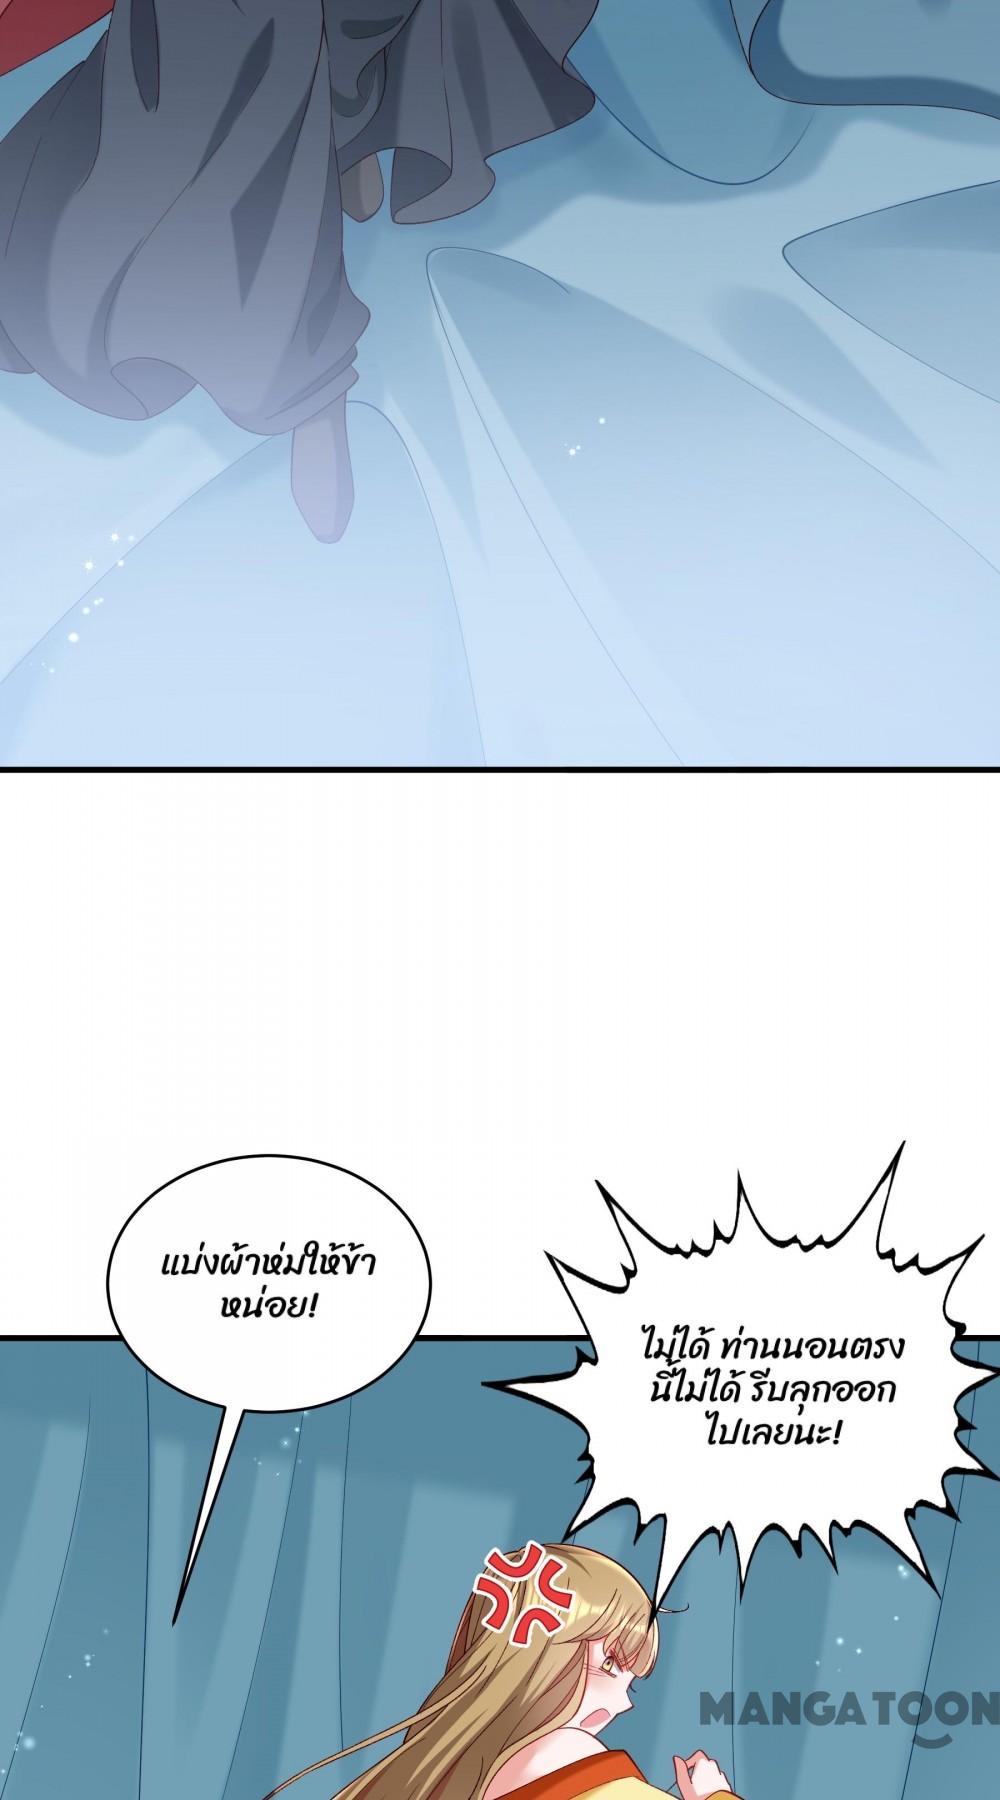 แบ่งผ้าห่มให้ข้า
หน่อย!
ไม่ได้ ท่านนอนตรง
นี้ไม่ได้ รีบลุกออก
ไปเลยนะ!
MANGATOON